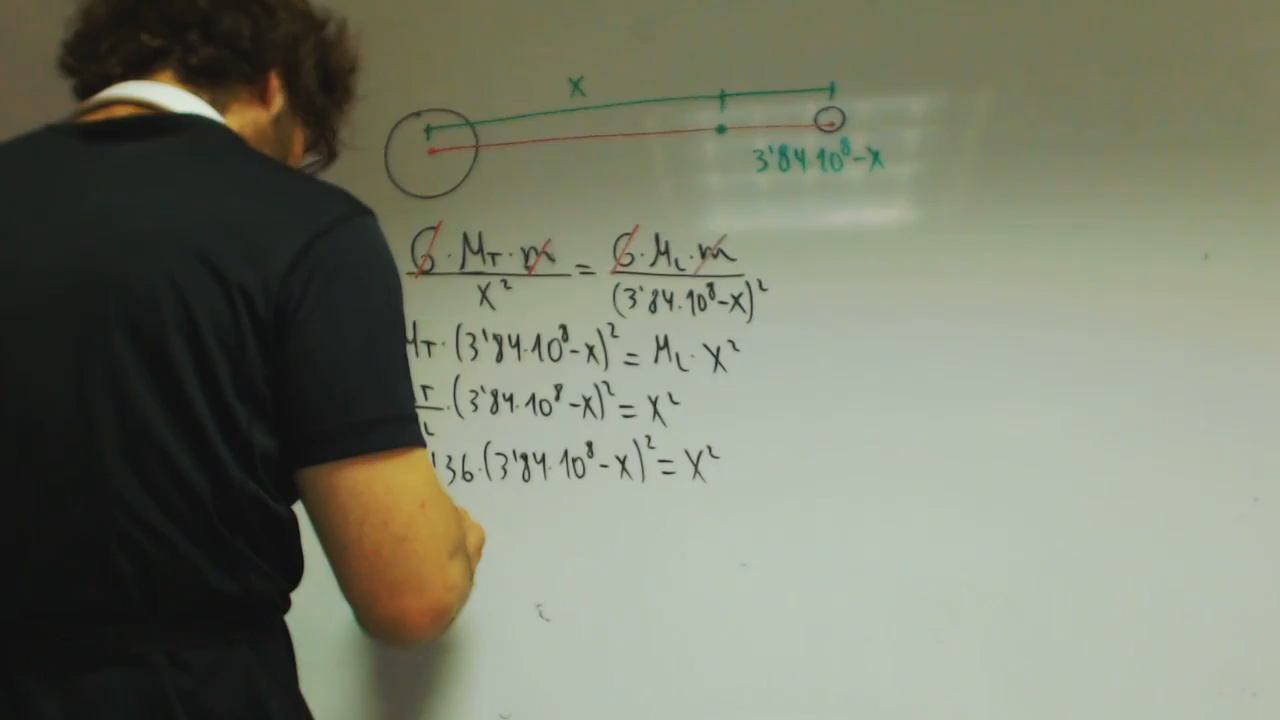 X
3'84·10⁸-X
G·M_T·m / X² = G·M_L·m / (3'84·10⁸-X)²
M_T·(3'84·10⁸-X)² = M_L·X²
·(3'84·10⁸-X)² = X²
'36·(3'84·10⁸-X)² = X²